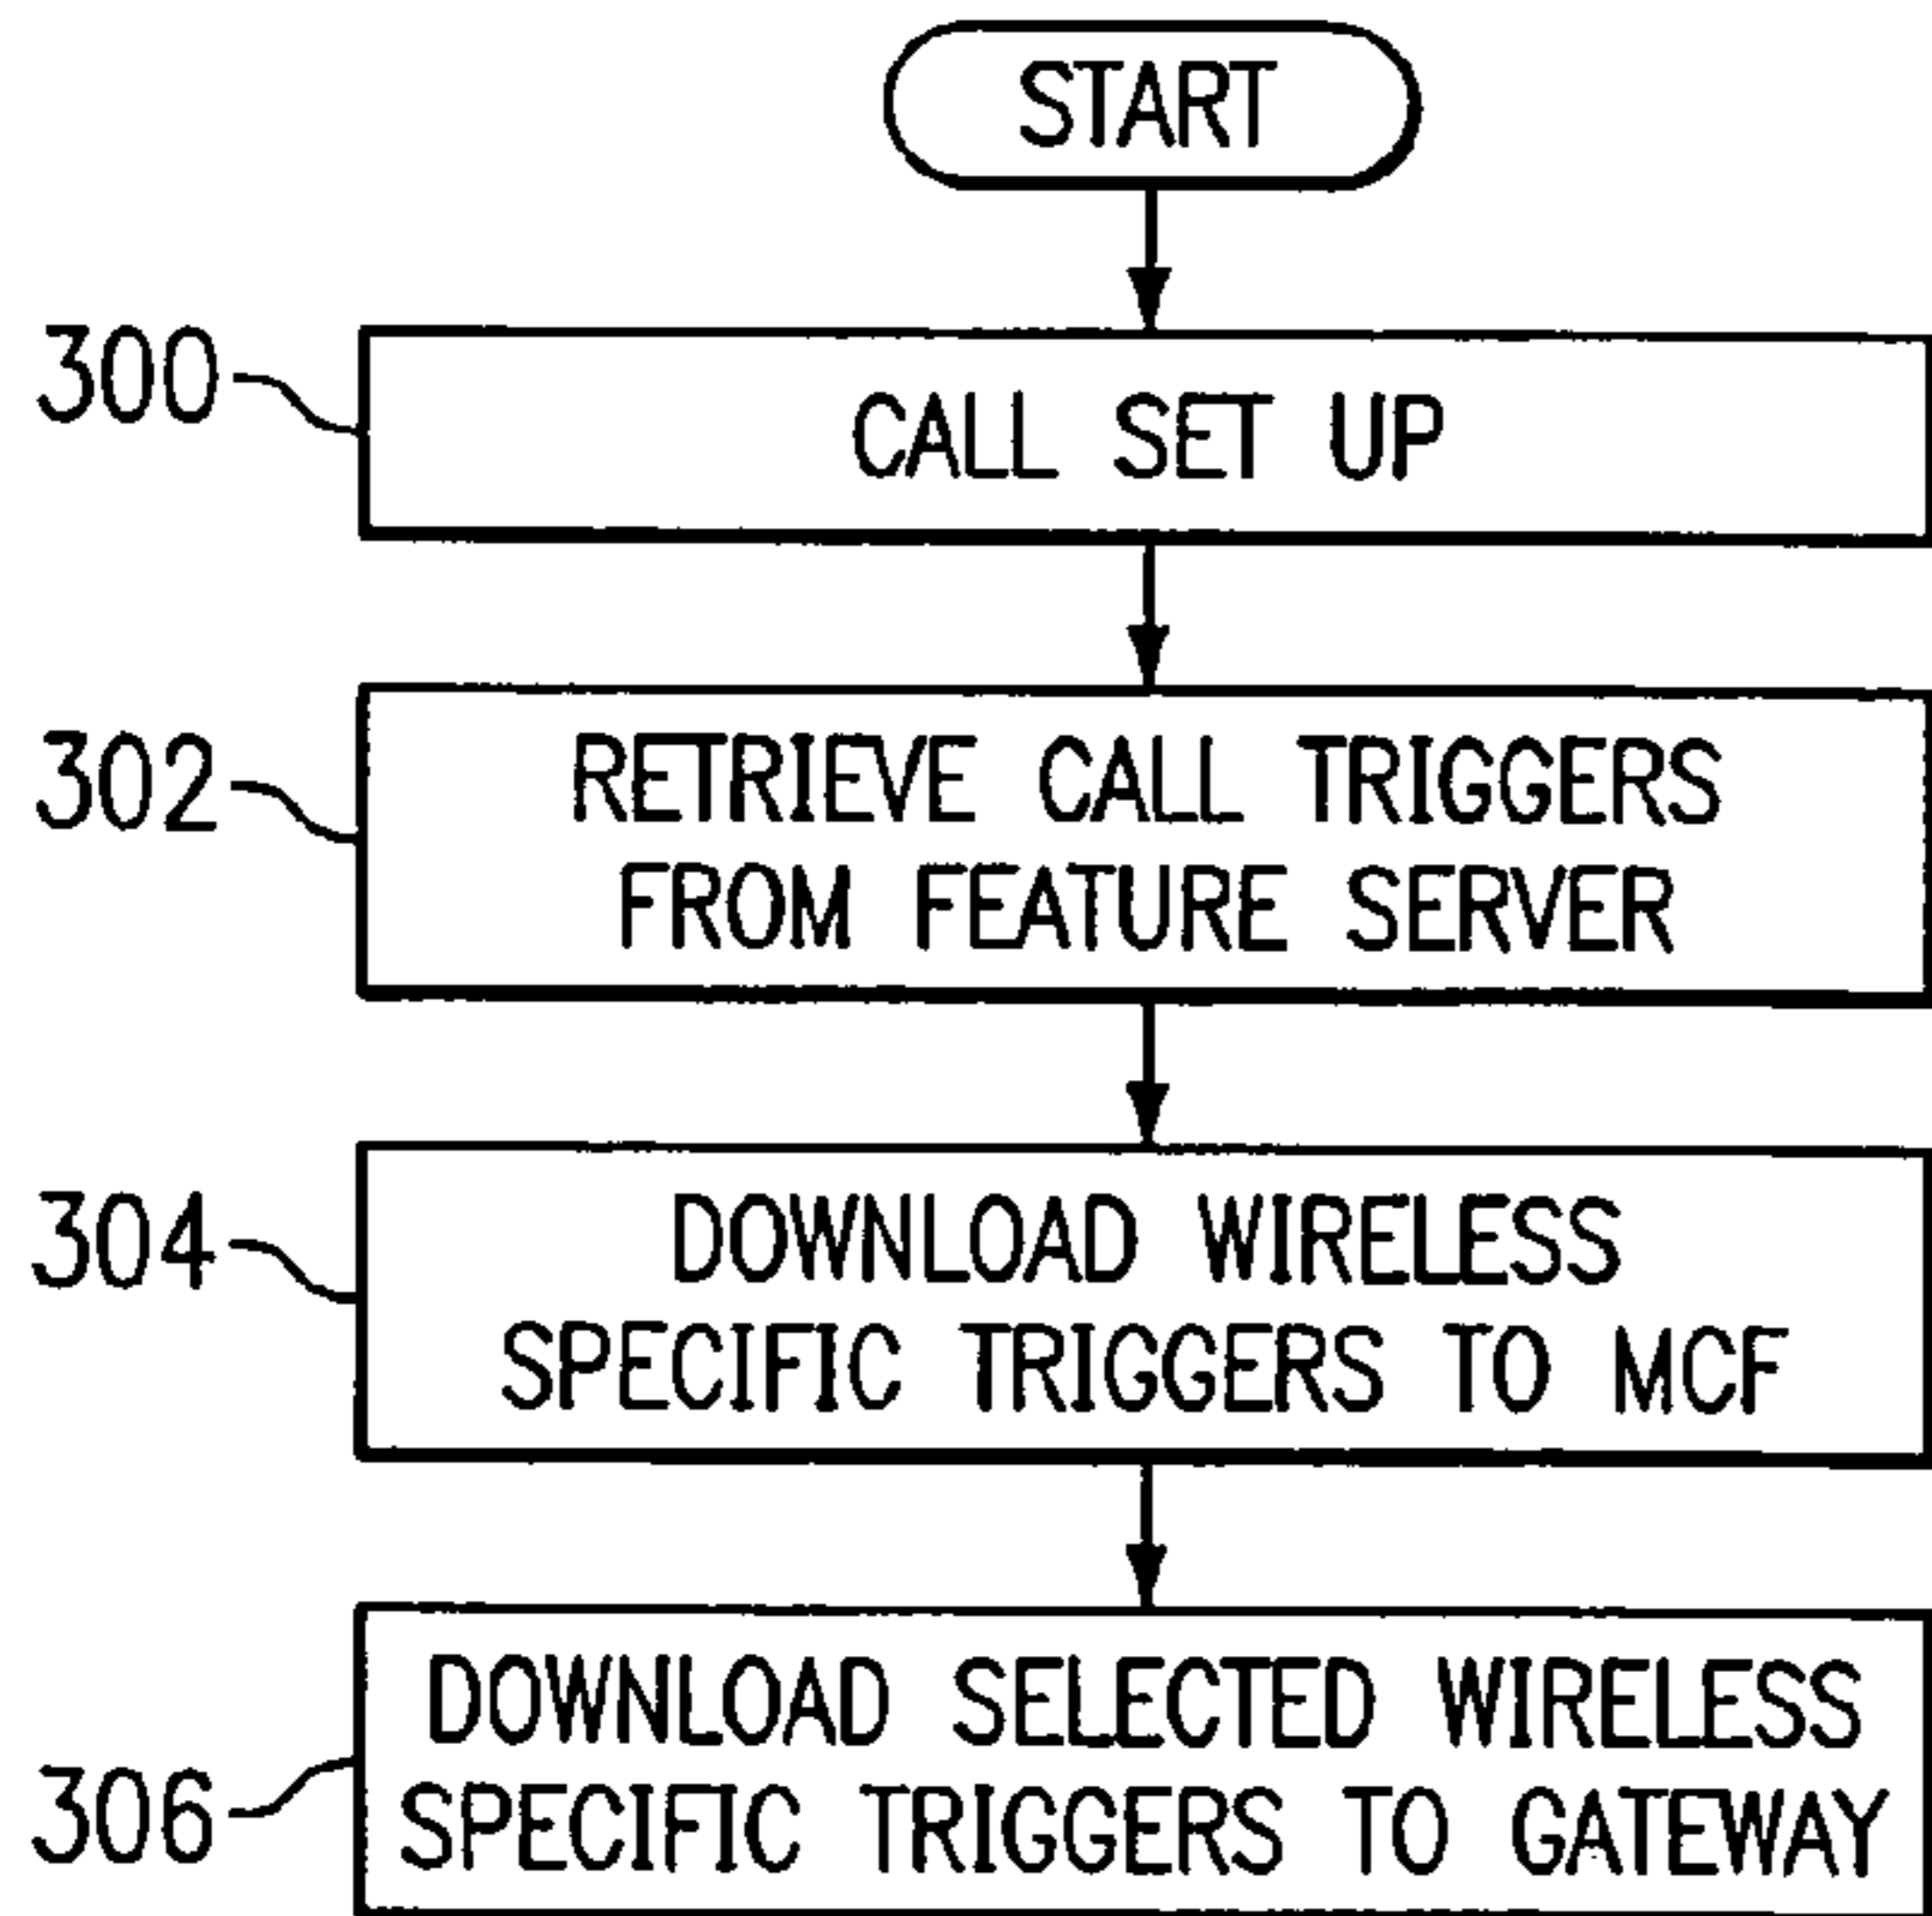 START
300
CALL SET UP
302
RETRIEVE CALL TRIGGERS
FROM FEATURE SERVER
304
DOWNLOAD WIRELESS
SPECIFIC TRIGGERS TO MCF
306
DOWNLOAD SELECTED WIRELESS
SPECIFIC TRIGGERS TO GATEWAY